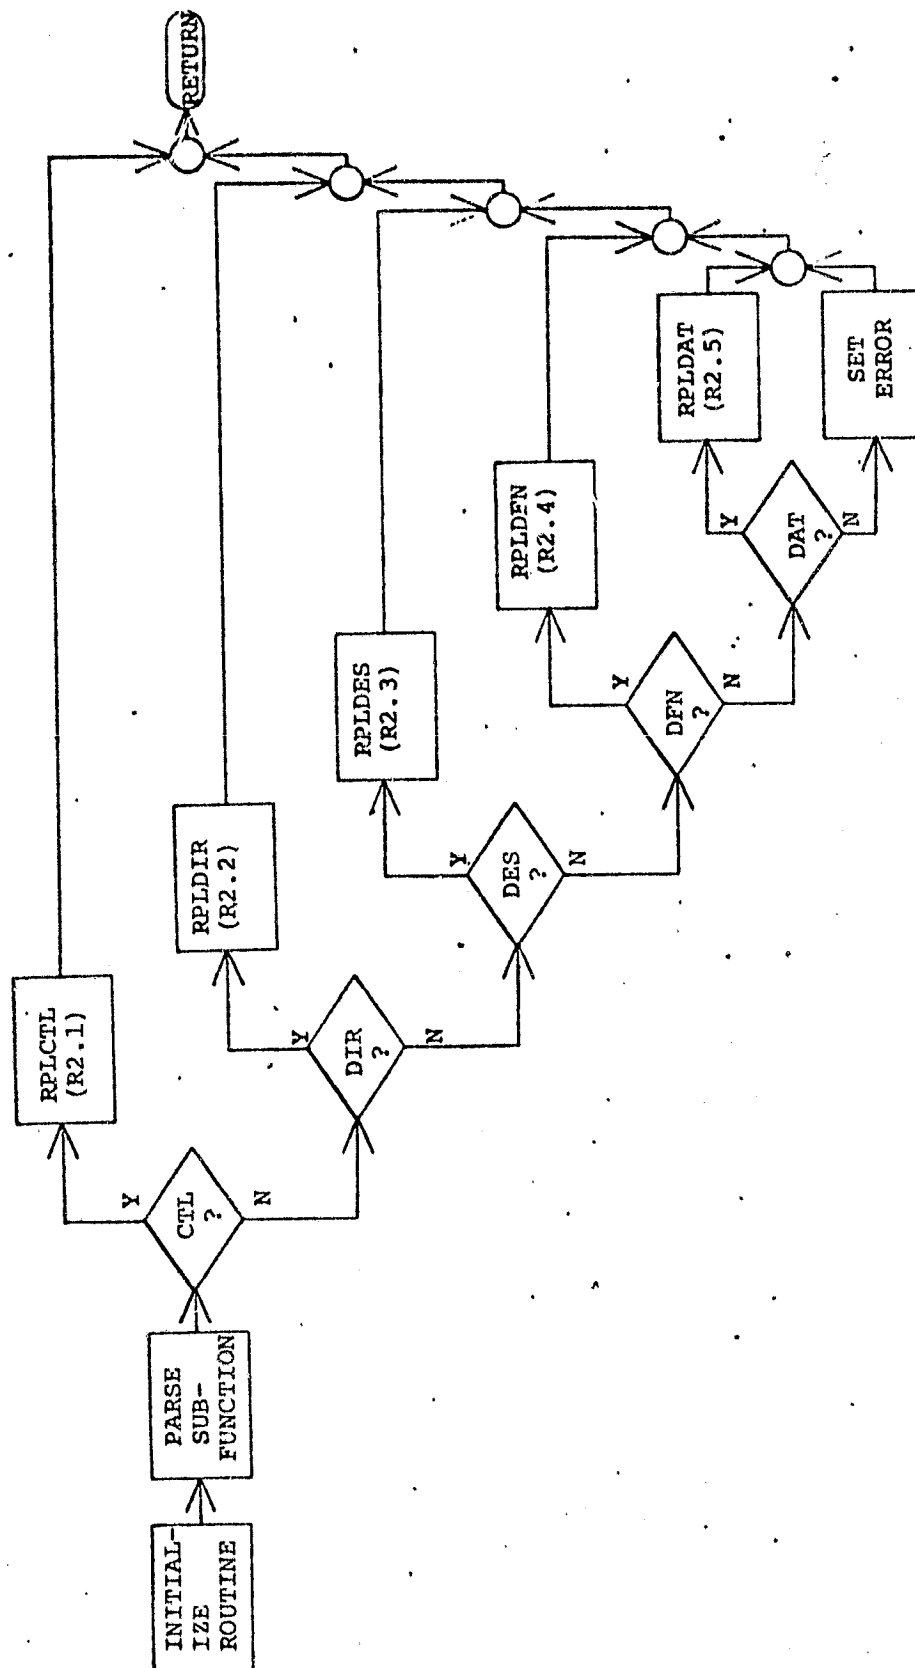 INITIAL-
IZE
ROUTINE
PARSE
SUB-
FUNCTION
CTL
?
Y
N
RPLCTL
(R2.1)
DIR
?
Y
N
RPLDIR
(R2.2)
DES
?
Y
N
RPLDES
(R2.3)
DFN
?
Y
N
RPLDFN
(R2.4)
DAT
?
Y
N
RPLDAT
(R2.5)
SET
ERROR
RETURN